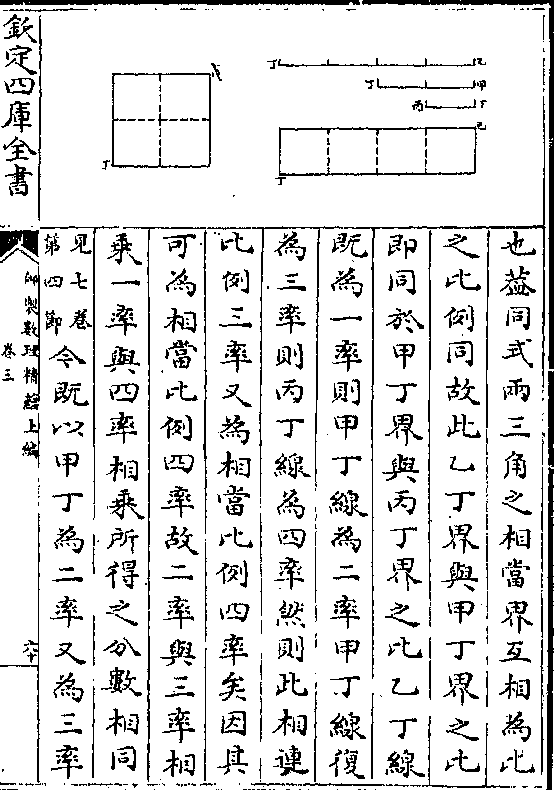 也葢同式兩三角之相當界互相為比
之比例同故此乙丁界與甲丁界之比
即同於甲丁界與丙丁界之比乙丁線
既為一率則甲丁線為二率甲丁線復
為三率則丙丁線為四率然則此相連
比例三率又為相當比例四率矣因其
可為相當比例四率故二率與三率相
乘一率與四率相乘所得之分數相同
見七卷
第四節
今既以甲丁為二率又為三率
欽定四庫全書
御製數理精蘊上編
卷三
丁
乙
丁
甲
丙
丁
己
丁
戊
丁